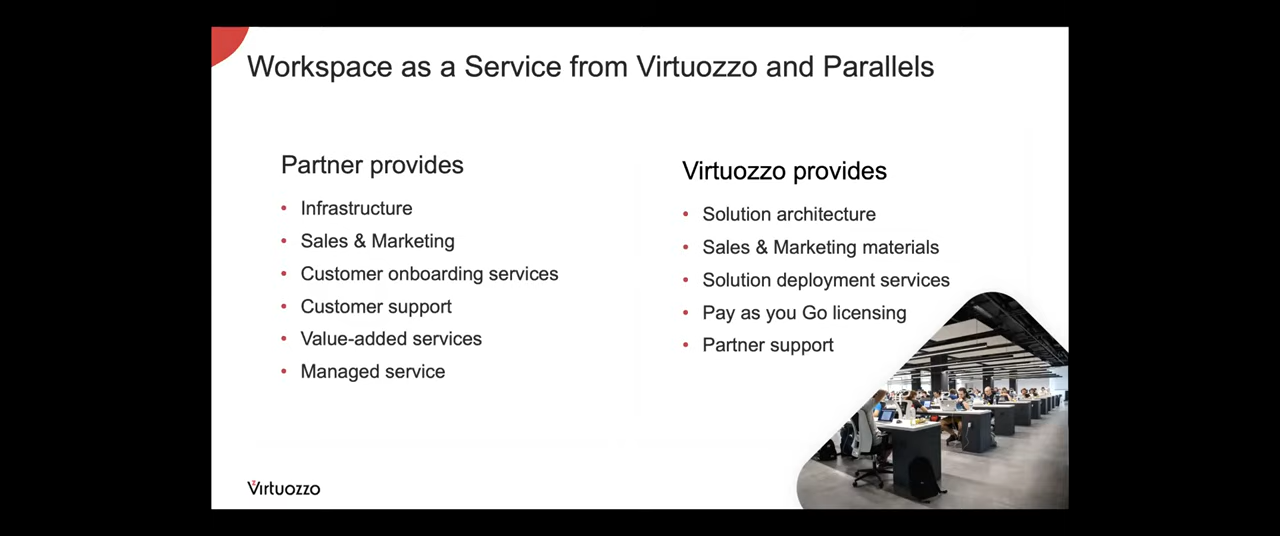 Workspace as a Service from Virtuozzo and Parallels
Partner provides
• Infrastructure
• Sales & Marketing
• Customer onboarding services
• Customer support
• Value-added services
• Managed service
Virtuozzo provides
• Solution architecture
• Sales & Marketing materials
• Solution deployment services
• Pay as you Go licensing
• Partner support
Virtuozzo